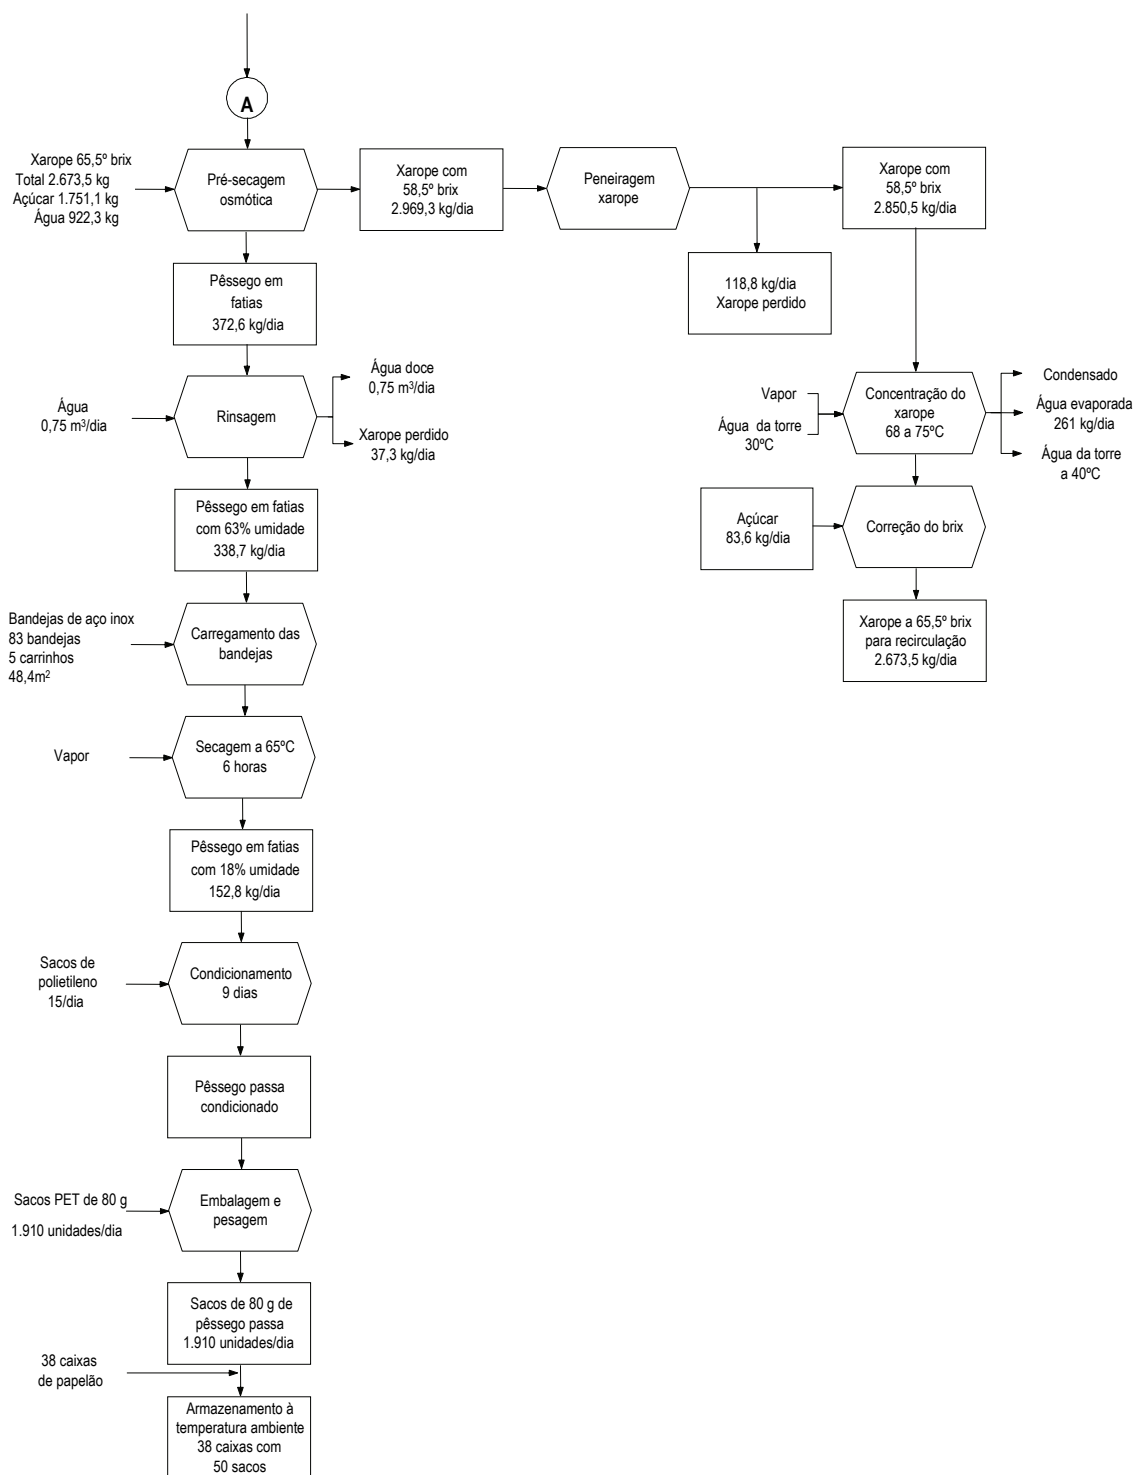 A
Xarope 65,5º brix
Total 2.673,5 kg
Açúcar 1.751,1 kg
Água 922,3 kg
Pré-secagem
osmótica
Xarope com
58,5º brix
2.969,3 kg/dia
Peneiragem
xarope
Xarope com
58,5º brix
2.850,5 kg/dia
118,8 kg/dia
Xarope perdido
Pêssego em
fatias
372,6 kg/dia
Água
0,75 m³/dia
Rinsagem
Água doce
0,75 m³/dia
Xarope perdido
37,3 kg/dia
Vapor
Água da torre
30ºC
Concentração do
xarope
68 a 75ºC
Condensado
Água evaporada
261 kg/dia
Água da torre
a 40ºC
Pêssego em fatias
com 63% umidade
338,7 kg/dia
Açúcar
83,6 kg/dia
Correção do brix
Xarope a 65,5º brix
para recirculação
2.673,5 kg/dia
Bandejas de aço inox
83 bandejas
5 carrinhos
48,4m²
Carregamento das
bandejas
Vapor
Secagem a 65ºC
6 horas
Pêssego em fatias
com 18% umidade
152,8 kg/dia
Sacos de
polietileno
15/dia
Condicionamento
9 dias
Pêssego passa
condicionado
Sacos PET de 80 g
1.910 unidades/dia
Embalagem e
pesagem
Sacos de 80 g de
pêssego passa
1.910 unidades/dia
38 caixas
de papelão
Armazenamento à
temperatura ambiente
38 caixas com
50 sacos